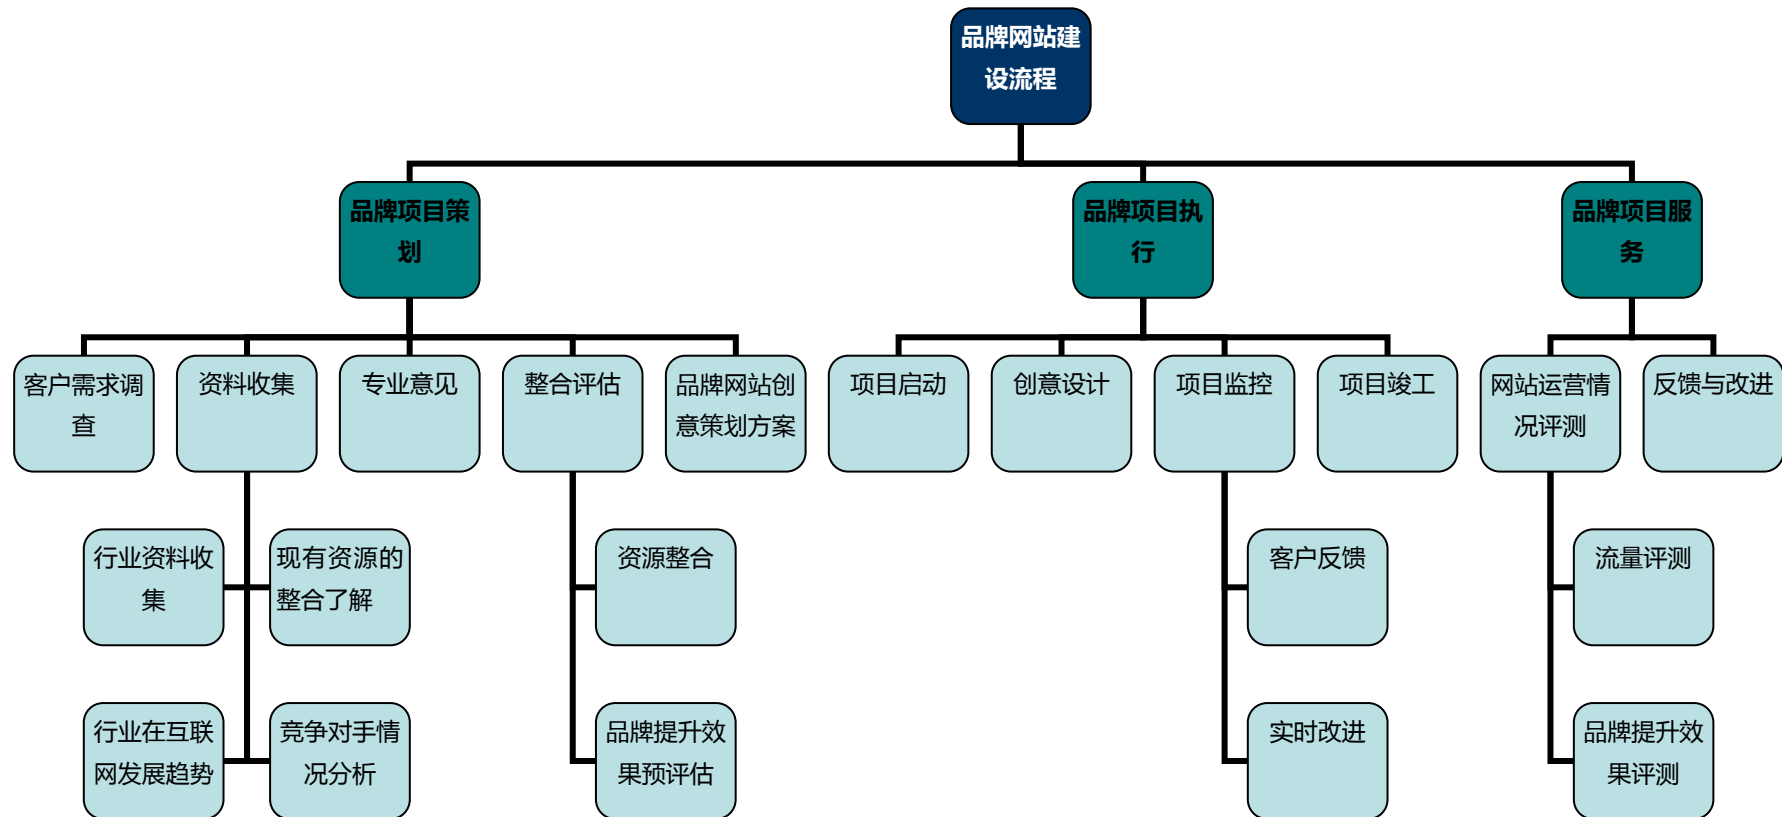 品牌网站建
设流程
品牌项目策
划
品牌项目执
行
品牌项目服
务
客户需求调
查
资料收集
专业意见
整合评估
品牌网站创
意策划方案
项目启动
创意设计
项目监控
项目竣工
网站运营情
况评测
反馈与改进
行业资料收
集
现有资源的
整合了解
资源整合
客户反馈
流量评测
行业在互联
网发展趋势
竞争对手情
况分析
品牌提升效
果预评估
实时改进
品牌提升效
果评测